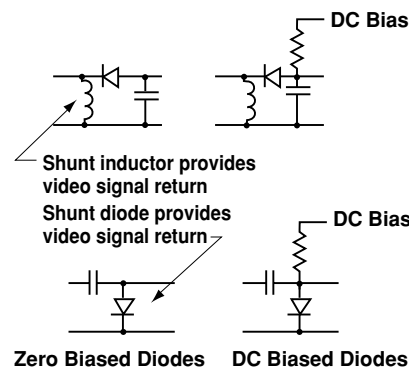 DC Bias
Shunt inductor provides
video signal return
Shunt diode provides
video signal return
DC Bias
Zero Biased Diodes
DC Biased Diodes